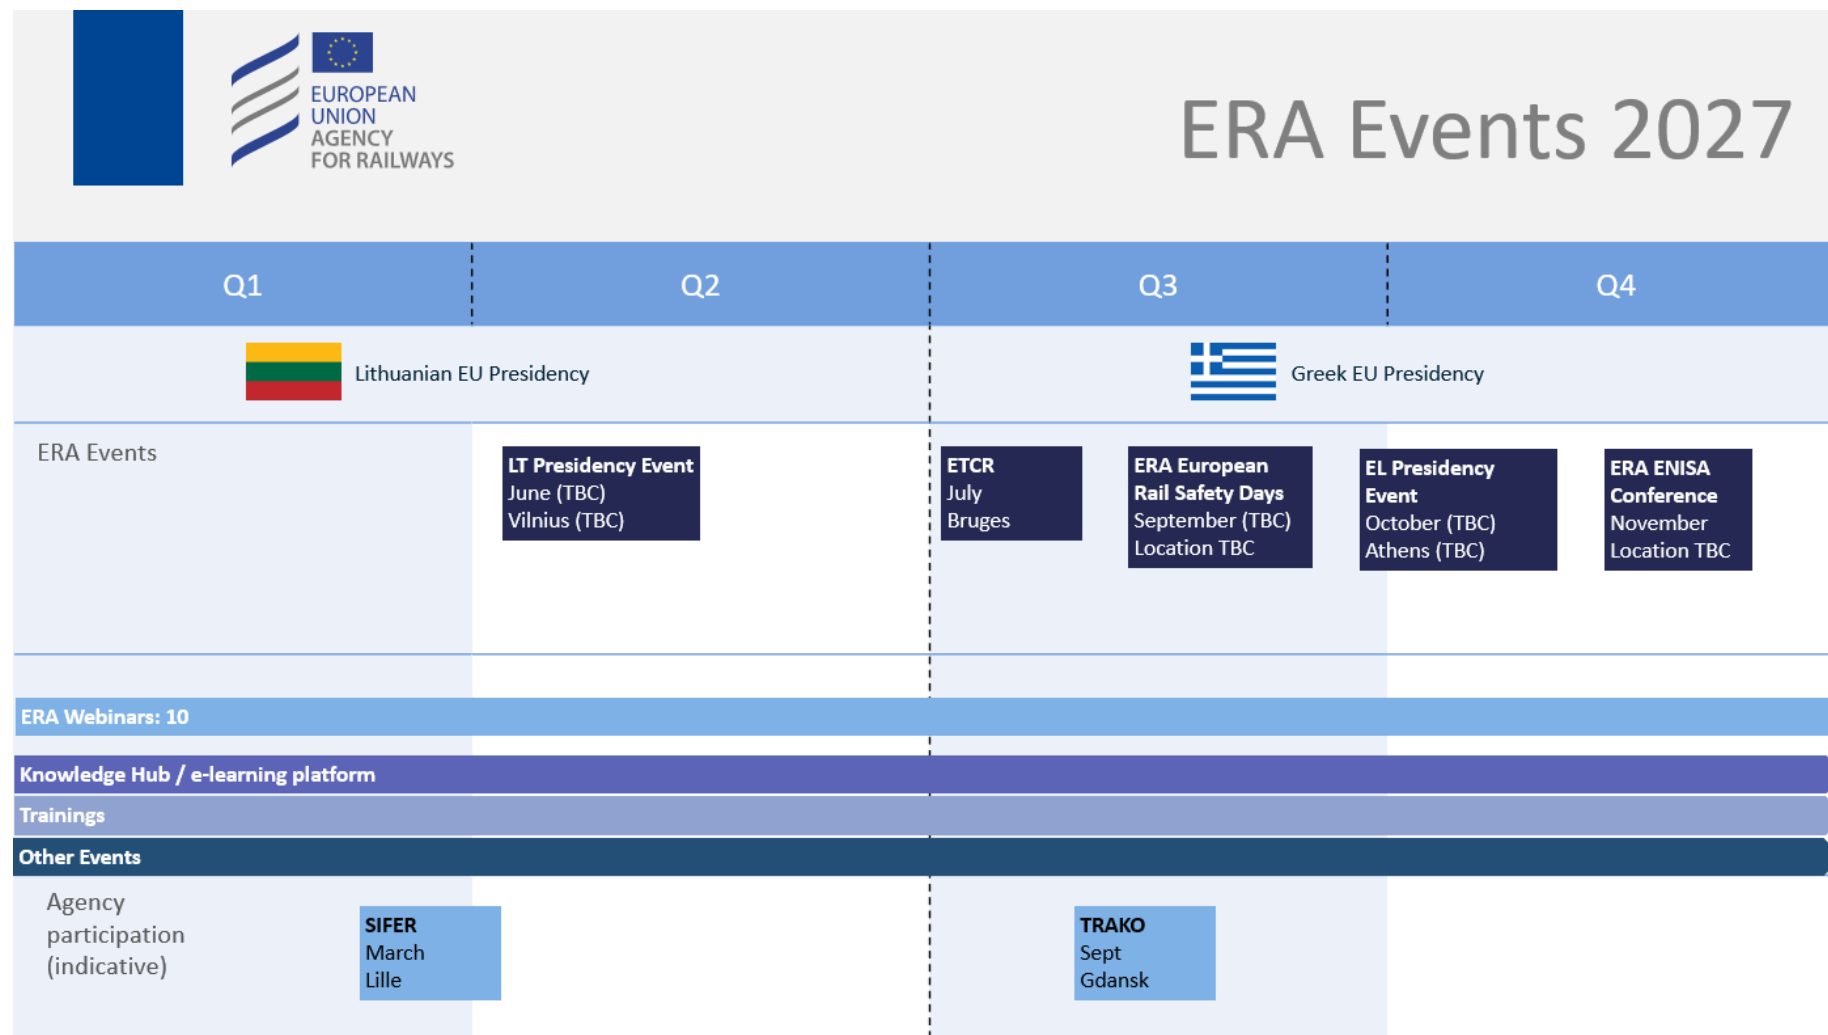 EUROPEAN
UNION
AGENCY
FOR RAILWAYS
ERA Events 2027
Q1
Q2
Q3
Q4
Lithuanian EU Presidency
Greek EU Presidency
ERA Events
LT Presidency Event
June (TBC)
Vilnius (TBC)
ETCR
July
Bruges
ERA European
Rail Safety Days
September (TBC)
Location TBC
EL Presidency
Event
October (TBC)
Athens (TBC)
ERA ENISA
Conference
November
Location TBC
ERA Webinars: 10
Knowledge Hub / e-learning platform
Trainings
Other Events
Agency
participation
(indicative)
SIFER
March
Lille
TRAKO
Sept
Gdansk